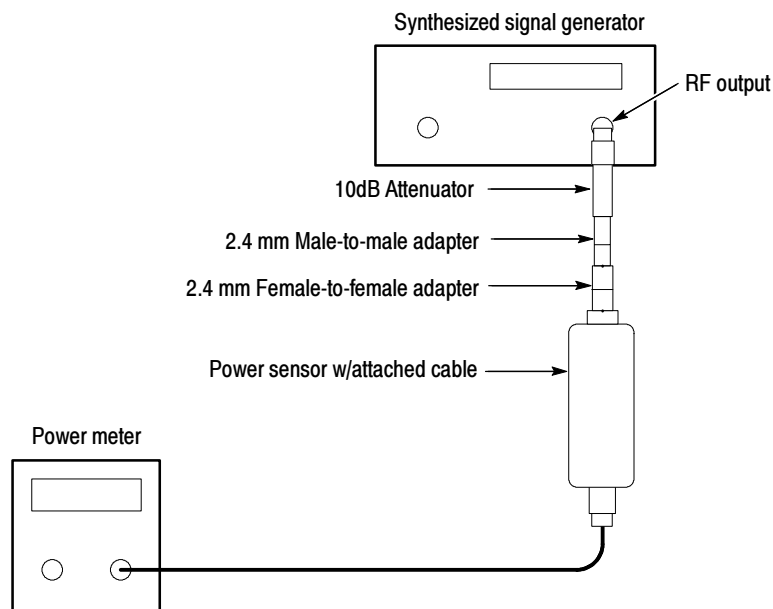 Synthesized signal generator
RF output
10dB Attenuator
2.4 mm Male-to-male adapter
2.4 mm Female-to-female adapter
Power sensor w/attached cable
Power meter